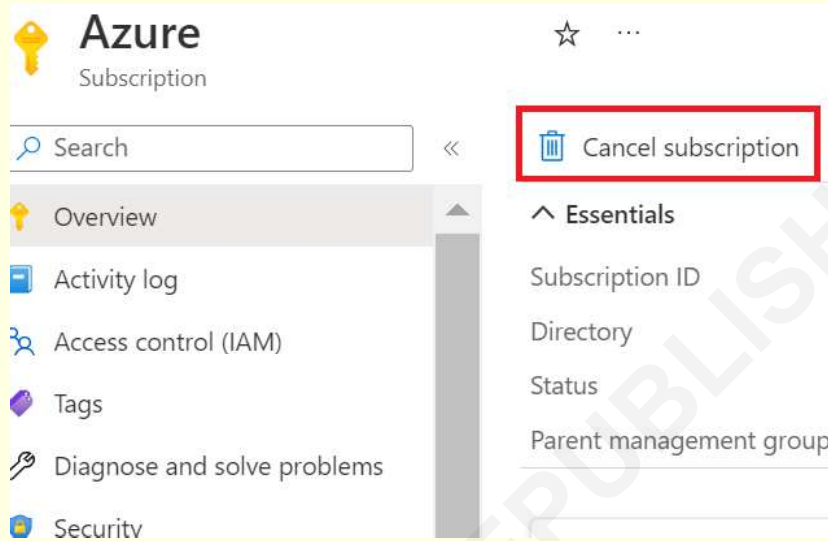 Azure
...
Subscription
Search
«
Cancel subscription
Overview
Essentials
Activity log
Subscription ID
Access control (IAM)
Directory
Tags
Status
Diagnose and solve problems
Parent management group
Security